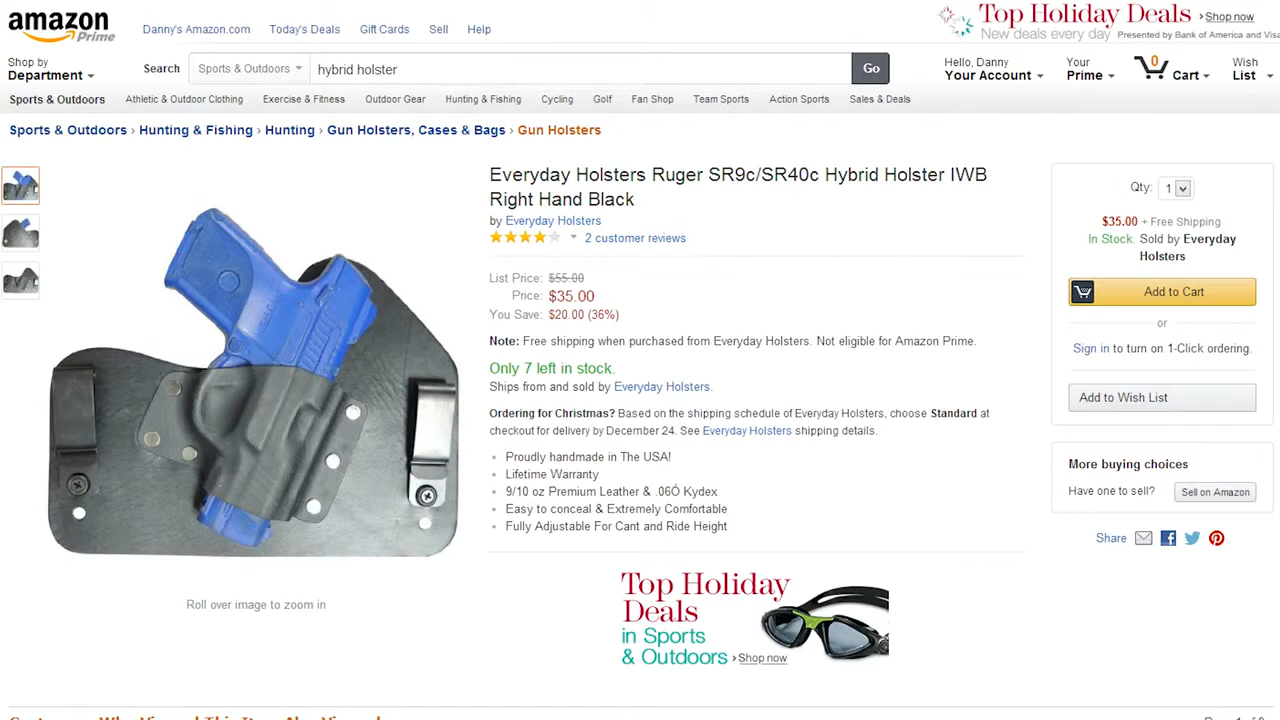 amazon
Prime
Danny's Amazon.com Today's Deals Gift Cards Sell Help
Top Holiday Deals › Shop now
New deals every day Presented by Bank of America and Visa
Shop by
Department
Search Sports & Outdoors hybrid holster Go
Hello, Danny
Your Account
Your
Prime
0
Cart
Wish
List
Sports & Outdoors Athletic & Outdoor Clothing Exercise & Fitness Outdoor Gear Hunting & Fishing Cycling Golf Fan Shop Team Sports Action Sports Sales & Deals
Sports & Outdoors › Hunting & Fishing › Hunting › Gun Holsters, Cases & Bags › Gun Holsters
Everyday Holsters Ruger SR9c/SR40c Hybrid Holster IWB
Right Hand Black
by Everyday Holsters
2 customer reviews
List Price: $55.00
Price: $35.00
You Save: $20.00 (36%)
Note: Free shipping when purchased from Everyday Holsters. Not eligible for Amazon Prime.
Only 7 left in stock.
Ships from and sold by Everyday Holsters.
Ordering for Christmas? Based on the shipping schedule of Everyday Holsters, choose Standard at
checkout for delivery by December 24. See Everyday Holsters shipping details.
• Proudly handmade in The USA!
• Lifetime Warranty
• 9/10 oz Premium Leather & .06Ó Kydex
• Easy to conceal & Extremely Comfortable
• Fully Adjustable For Cant and Ride Height
Roll over image to zoom in
Top Holiday
Deals
in Sports
& Outdoors › Shop now
Qty: 1
$35.00 + Free Shipping
In Stock. Sold by Everyday
Holsters
Add to Cart
or
Sign in to turn on 1-Click ordering.
Add to Wish List
More buying choices
Have one to sell? Sell on Amazon
Share